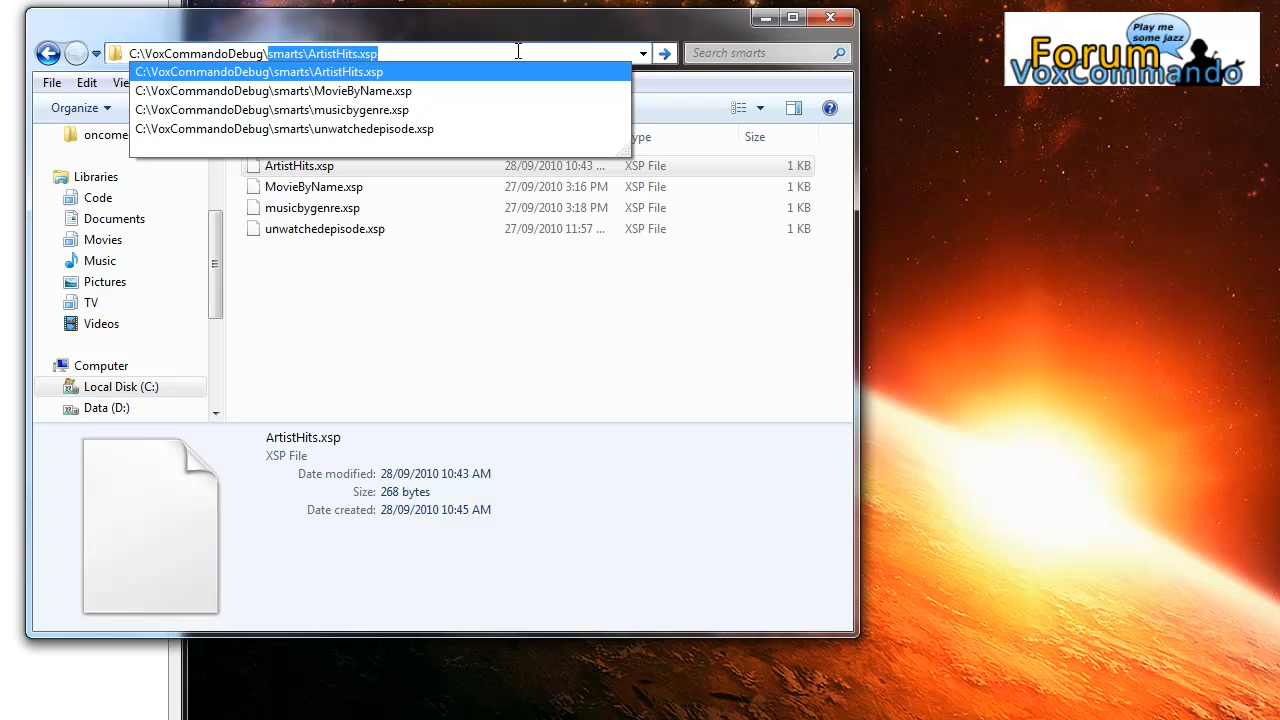 C:\VoxCommandoDebug\smarts\ArtistHits.xsp
Search smarts
C:\VoxCommandoDebug\smarts\ArtistHits.xsp
C:\VoxCommandoDebug\smarts\MovieByName.xsp
C:\VoxCommandoDebug\smarts\musicbygenre.xsp
C:\VoxCommandoDebug\smarts\unwatchedepisode.xsp
File Edit Vie
Organize
oncome
ype Size
Libraries
Code
Documents
Movies
Music
Pictures
TV
Videos
Computer
Local Disk (C:)
Data (D:)
ArtistHits.xsp 28/09/2010 10:43 ... XSP File 1 KB
MovieByName.xsp 27/09/2010 3:16 PM XSP File 1 KB
musicbygenre.xsp 27/09/2010 3:18 PM XSP File 1 KB
unwatchedepisode.xsp 27/09/2010 11:57 ... XSP File 1 KB
ArtistHits.xsp
XSP File
Date modified: 28/09/2010 10:43 AM
Size: 268 bytes
Date created: 28/09/2010 10:45 AM
Play me
some Jazz
Forum
VoxCommando